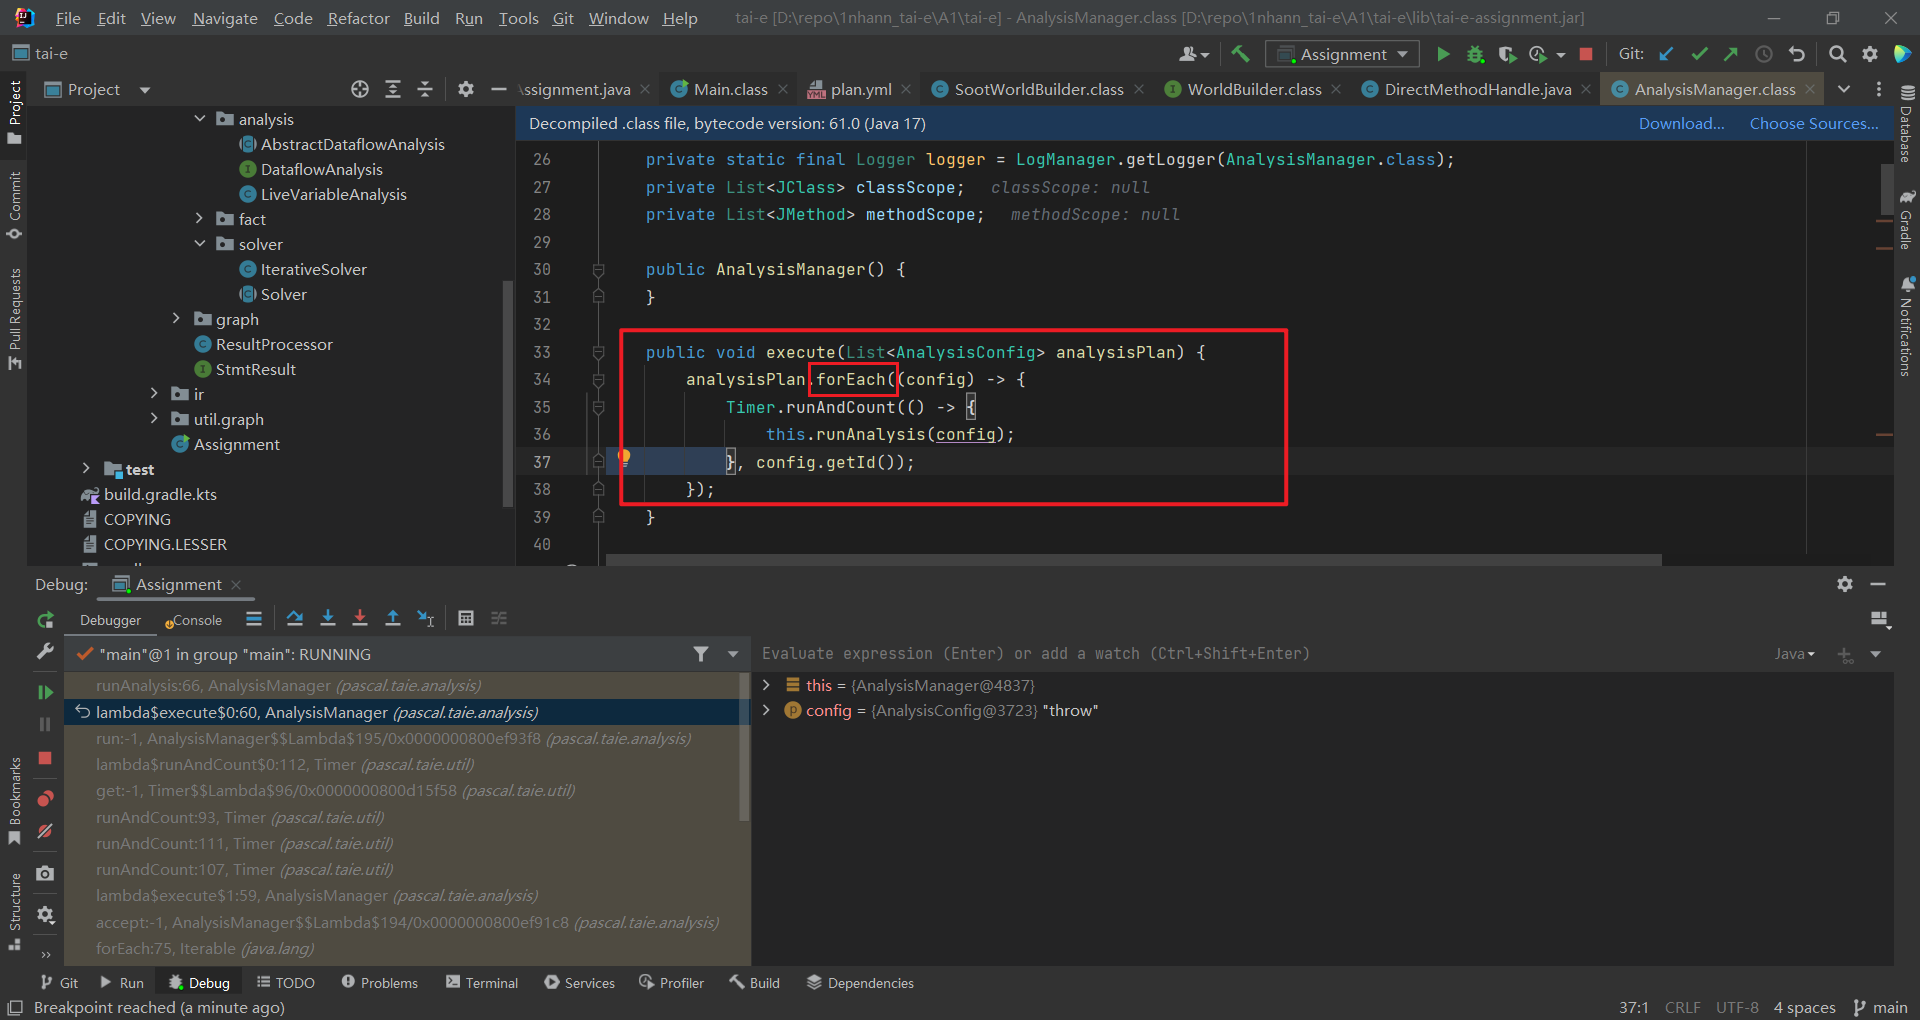 File Edit View Navigate Code Refactor Build Run Tools Git Window Help tai-e [D:\repo\1nhann_tai-e\A1\tai-e] - AnalysisManager.class [D:\repo\1nhann_tai-e\A1\tai-e\lib\tai-e-assignment.jar]
tai-e Assignment Git:
Project Assignment.java Main.class plan.yml SootWorldBuilder.class WorldBuilder.class DirectMethodHandle.java AnalysisManager.class
Decompiled .class file, bytecode version: 61.0 (Java 17) Download... Choose Sources...
Project
Commit
Pull Requests
Bookmarks
Structure
Database
Gradle
Notifications
analysis
AbstractDataflowAnalysis
DataflowAnalysis
LiveVariableAnalysis
fact
solver
IterativeSolver
Solver
graph
ResultProcessor
StmtResult
ir
util.graph
Assignment
test
build.gradle.kts
COPYING
COPYING.LESSER
26 private static final Logger logger = LogManager.getLogger(AnalysisManager.class);
27 private List<JClass> classScope; classScope: null
28 private List<JMethod> methodScope; methodScope: null
29
30 public AnalysisManager() {
31 }
32
33 public void execute(List<AnalysisConfig> analysisPlan) {
34 analysisPlan.forEach((config) -> {
35 Timer.runAndCount(() -> {
36 this.runAnalysis(config);
37 }, config.getId());
38 });
39 }
40
Debug: Assignment
Debugger Console
"main"@1 in group "main": RUNNING
runAnalysis:66, AnalysisManager (pascal.taie.analysis)
lambda$execute$0:60, AnalysisManager (pascal.taie.analysis)
run:-1, AnalysisManager$$Lambda$195/0x0000000800ef93f8 (pascal.taie.analysis)
lambda$runAndCount$0:112, Timer (pascal.taie.util)
get:-1, Timer$$Lambda$96/0x0000000800d15f58 (pascal.taie.util)
runAndCount:93, Timer (pascal.taie.util)
runAndCount:111, Timer (pascal.taie.util)
runAndCount:107, Timer (pascal.taie.util)
lambda$execute$1:59, AnalysisManager (pascal.taie.analysis)
accept:-1, AnalysisManager$$Lambda$194/0x0000000800ef91c8 (pascal.taie.analysis)
forEach:75, Iterable (java.lang)
Evaluate expression (Enter) or add a watch (Ctrl+Shift+Enter) Java
this = {AnalysisManager@4837}
config = {AnalysisConfig@3723} "throw"
Git Run Debug TODO Problems Terminal Services Profiler Build Dependencies
Breakpoint reached (a minute ago) 37:1 CRLF UTF-8 4 spaces main